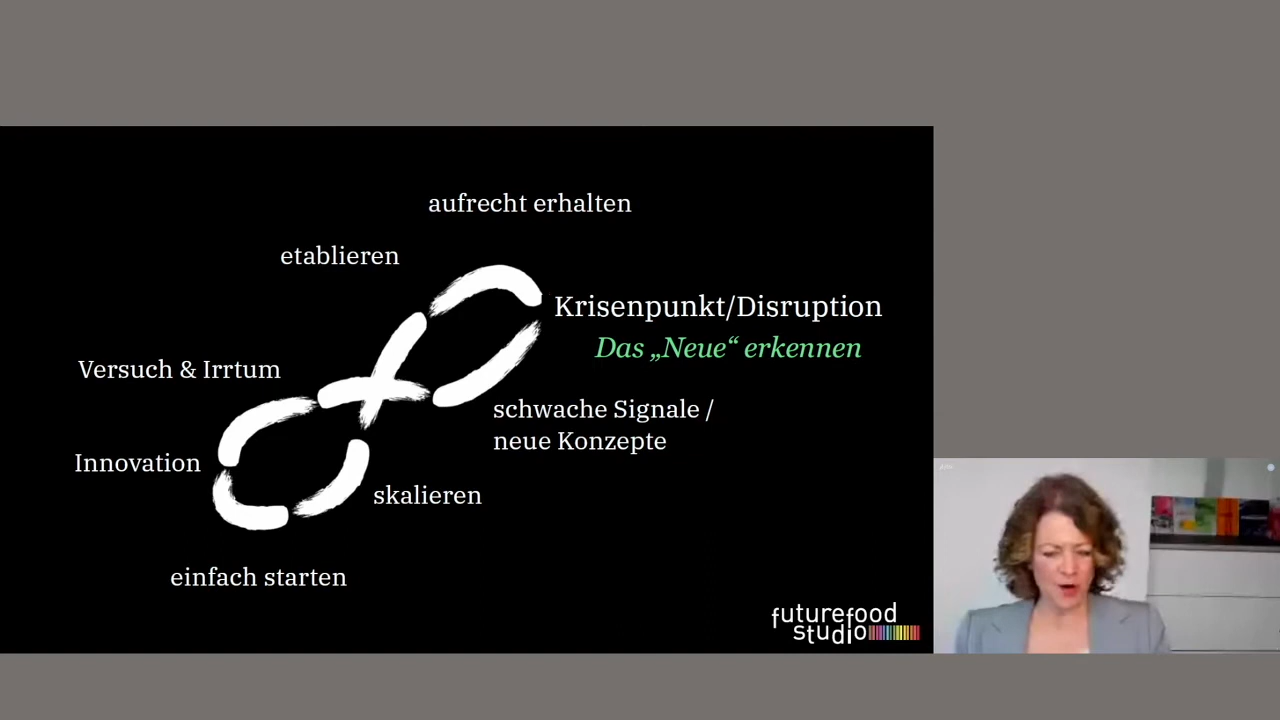 aufrecht erhalten
etablieren
Krisenpunkt/Disruption
Das „Neue“ erkennen
Versuch & Irrtum
schwache Signale /
neue Konzepte
Innovation
skalieren
einfach starten
futurefood
studio